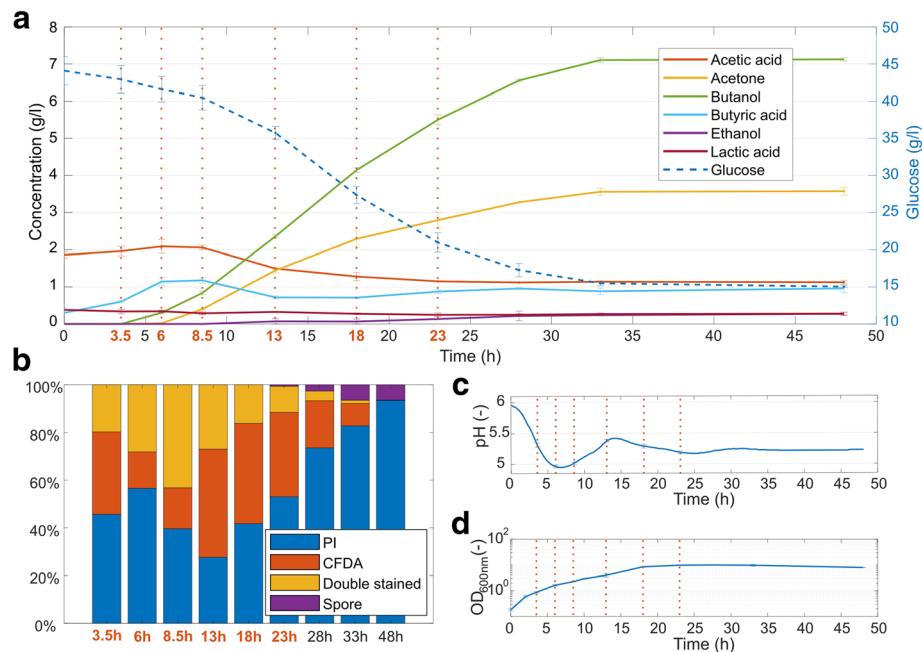 a
8
7
6
5
4
3
2
1
0
Concentration (g/l)
50
45
40
35
30
25
20
15
10
Glucose (g/l)
Acetic acid
Acetone
Butanol
Butyric acid
Ethanol
Lactic acid
Glucose
0 3.5 5 6 8.5 10 13 15 18 20 23 25 30 35 40 45 50
Time (h)
b
100%
80%
60%
40%
20%
0%
PI
CFDA
Double stained
Spore
3.5h 6h 8.5h 13h 18h 23h 28h 33h 48h
c
6
5.5
5
pH (-)
0 5 10 15 20 25 30 35 40 45 50
Time (h)
d
10²
10⁰
OD600nm(-)
0 5 10 15 20 25 30 35 40 45 50
Time (h)